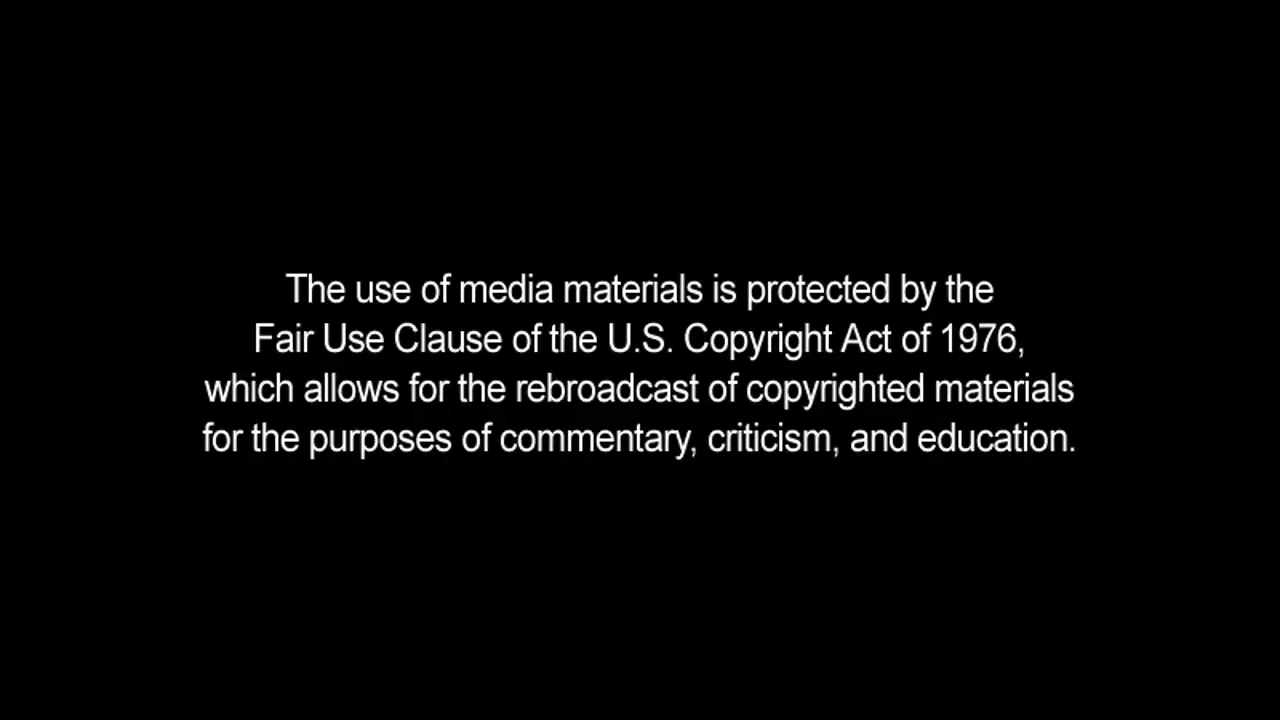 The use of media materials is protected by the
Fair Use Clause of the U.S. Copyright Act of 1976,
which allows for the rebroadcast of copyrighted materials
for the purposes of commentary, criticism, and education.